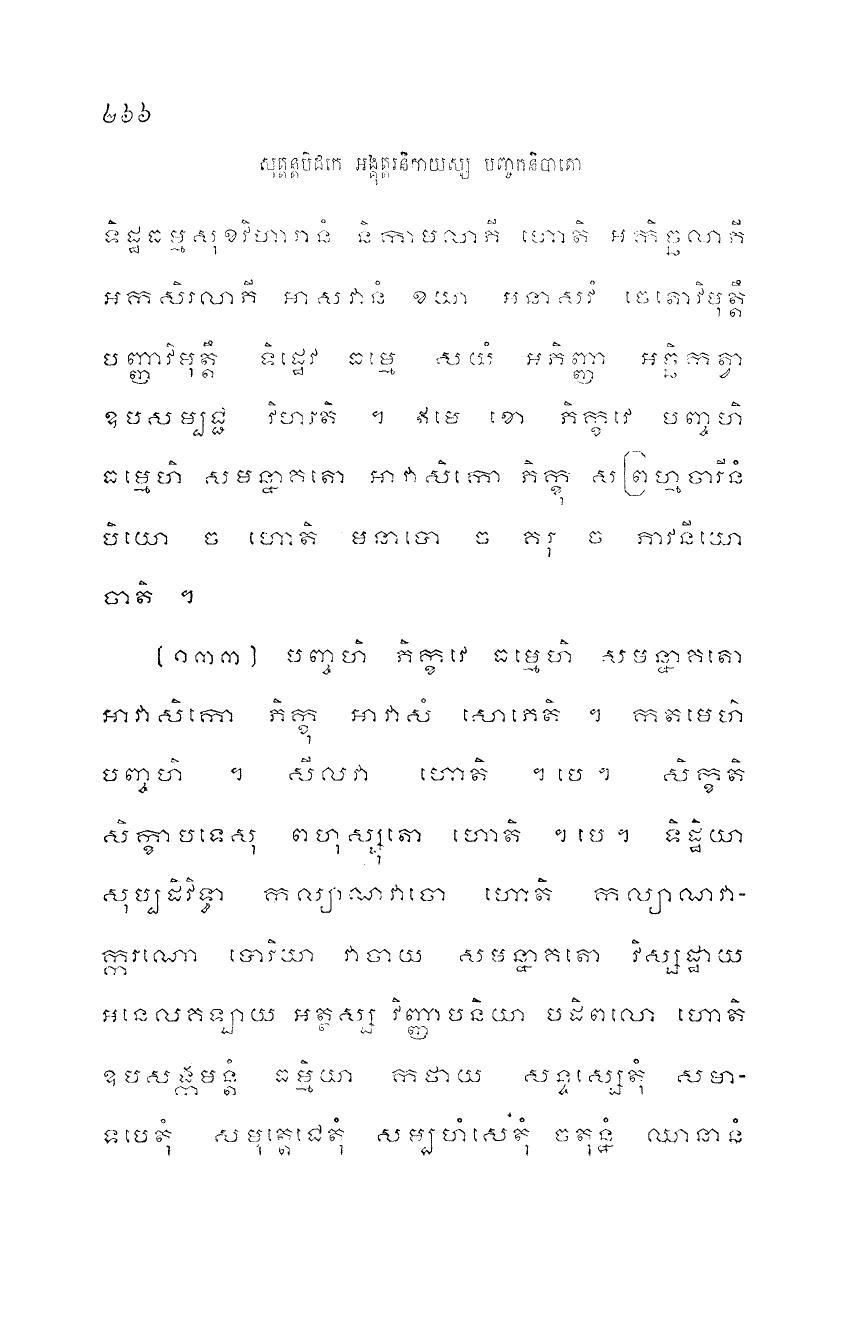 ៤៦៦
សុត្តន្តបិដកេ អង្គុត្តរនិកាយស្ស បញ្ចកនិបាតោ
ទិដ្ឋធម្មសុខវិហារានំ និកាមលាភី ហោតិ អកិច្ឆលាភី
អកសិរលាភី អាសវានំ ខយា អនាសវំ ចេតោវិមុត្តឹ
បញ្ញាវិមុត្តឹ ទិដ្ឋេវ ធម្មេ សយំ អភិញ្ញា សច្ឆិកត្វា
ឧបសម្បជ្ជ វិហរតិ ។ ឥមេ ខោ ភិក្ខវេ បញ្ចហិ
ធម្មេហិ សមន្នាគតោ អាវាសិកោ ភិក្ខុ សព្រហ្មចារីនំ
បិយោ ច ហោតិ មនាបោ ច គរុ ច ភាវនីយោ
ចាតិ ។
(១៣៣) បញ្ចហិ ភិក្ខវេ ធម្មេហិ សមន្នាគតោ
អាវាសិកោ ភិក្ខុ អាវាសំ សោភេតិ ។ កតមេហិ
បញ្ចហិ ។ សីលវា ហោតិ ។បេ។ សិក្ខតិ
សិក្ខាបទេសុ ពហុស្សុតោ ហោតិ ។បេ។ ទិដ្ឋិយា
សុប្បដិវិទ្ធា កល្យាណវាចោ ហោតិ កល្យាណវា-
ក្ករណោ បោរិយា វាចាយ សមន្នាគតោ វិស្សដ្ឋាយ
អនេលគឡាយ អត្ថស្ស វិញ្ញាបនិយា បដិពលោ ហោតិ
ឧបសង្កមន្តំ ធម្មិយា កថាយ សន្ទស្សេតុំ សមា-
ទបេតុំ សមុត្តេជេតុំ សម្បហំសេតុំ ចតុន្នំ ឈានានំ